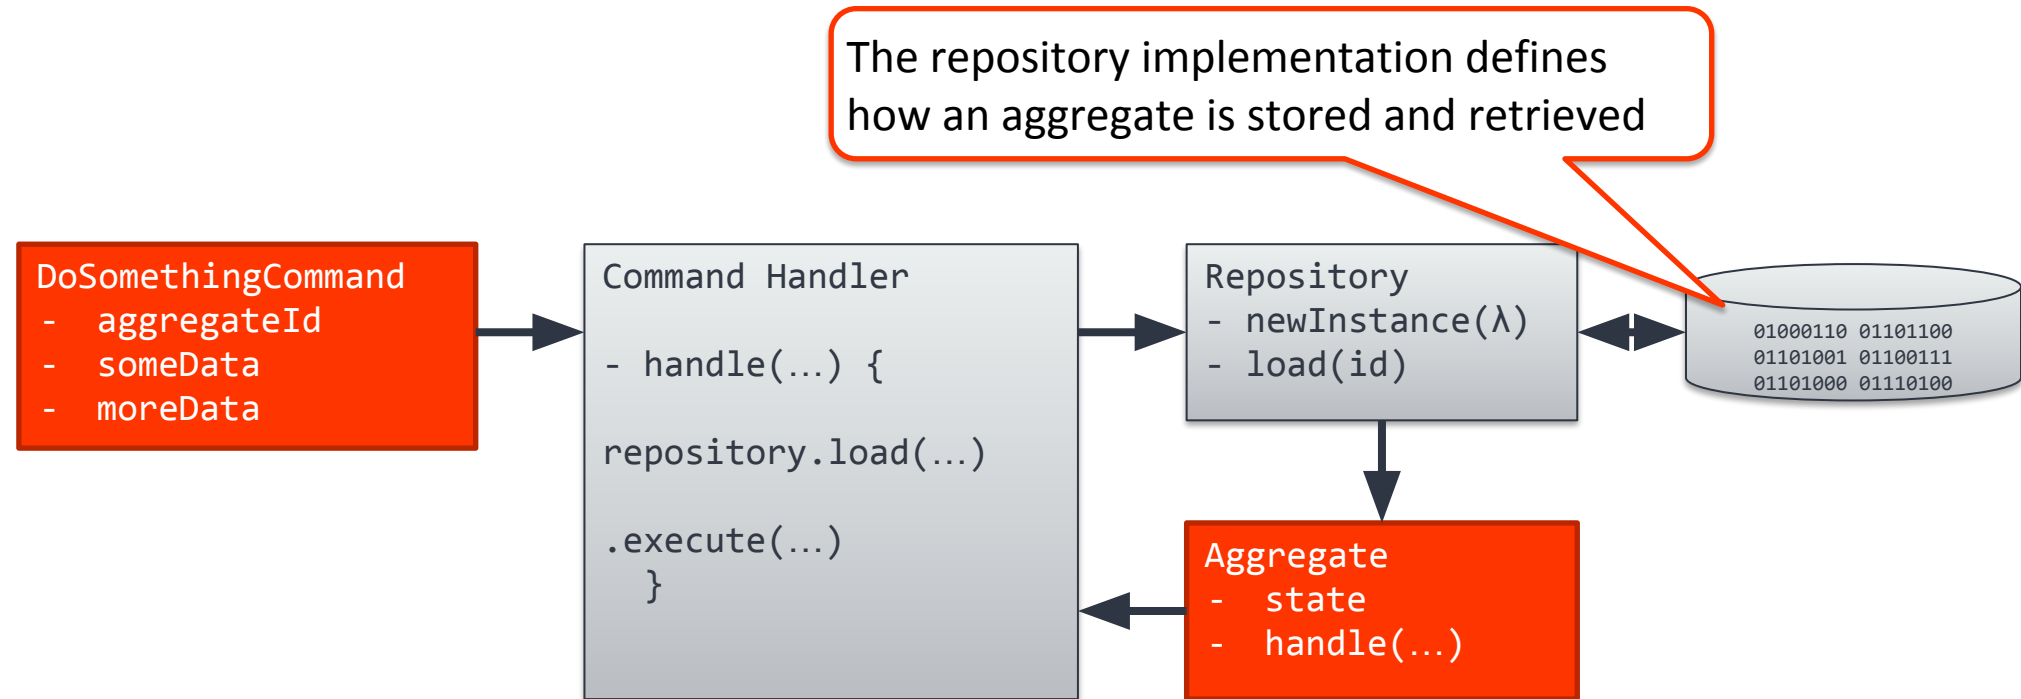 The repository implementation defines
how an aggregate is stored and retrieved
DoSomethingCommand
- aggregateId
- someData
- moreData
Command Handler
- handle(...) {
repository.load(...)
.execute(...)
}
Repository
- newInstance(λ)
- load(id)
01000110 01101100
01101001 01100111
01101000 01110100
Aggregate
- state
- handle(...)